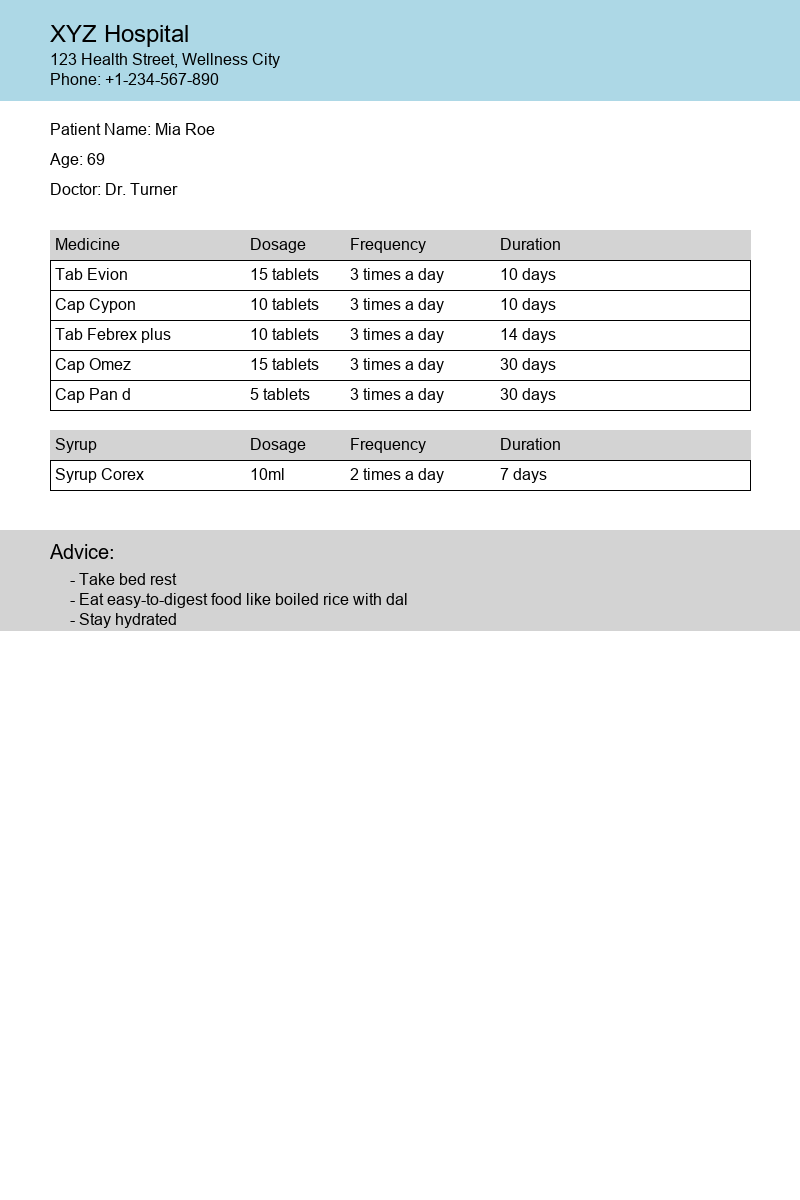 XYZ Hospital
123 Health Street, Wellness City
Phone: +1-234-567-890
Patient Name: Mia Roe
Age: 69
Doctor: Dr. Turner
Medicine Dosage Frequency Duration
Tab Evion 15 tablets 3 times a day 10 days
Cap Cypon 10 tablets 3 times a day 10 days
Tab Febrex plus 10 tablets 3 times a day 14 days
Cap Omez 15 tablets 3 times a day 30 days
Cap Pan d 5 tablets 3 times a day 30 days
Syrup Dosage Frequency Duration
Syrup Corex 10ml 2 times a day 7 days
Advice:
- Take bed rest
- Eat easy-to-digest food like boiled rice with dal
- Stay hydrated